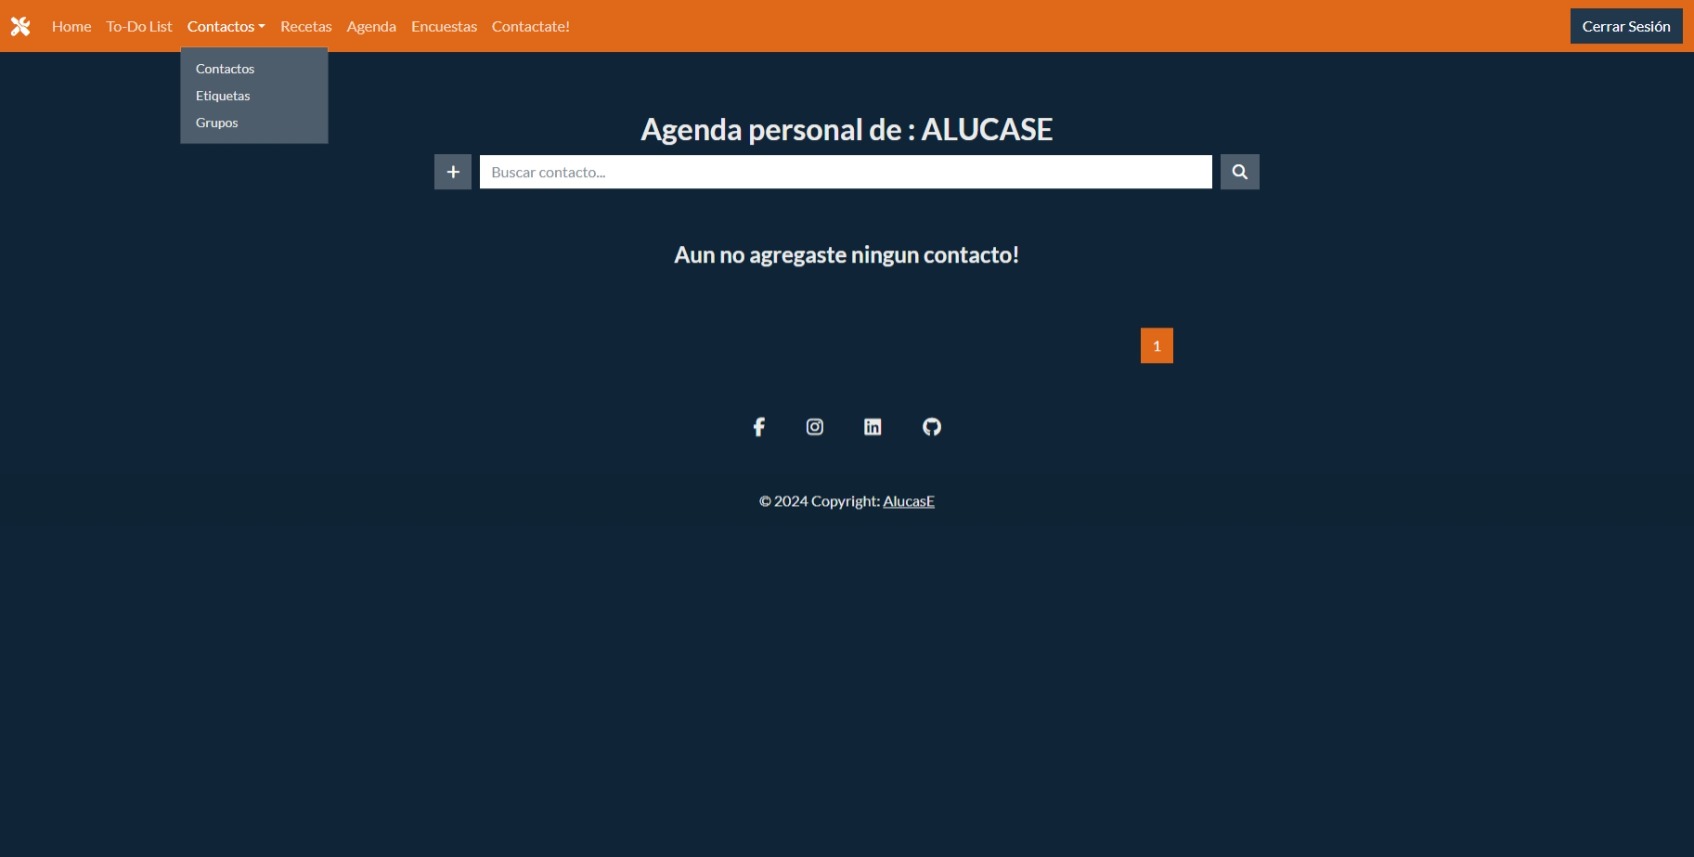 Home To-Do List Contactos Recetas Agenda Encuestas Contactate! Cerrar Sesión
Contactos
Etiquetas
Grupos
Agenda personal de : ALUCASE
Buscar contacto...
Aun no agregaste ningun contacto!
1
© 2024 Copyright: AlucasE